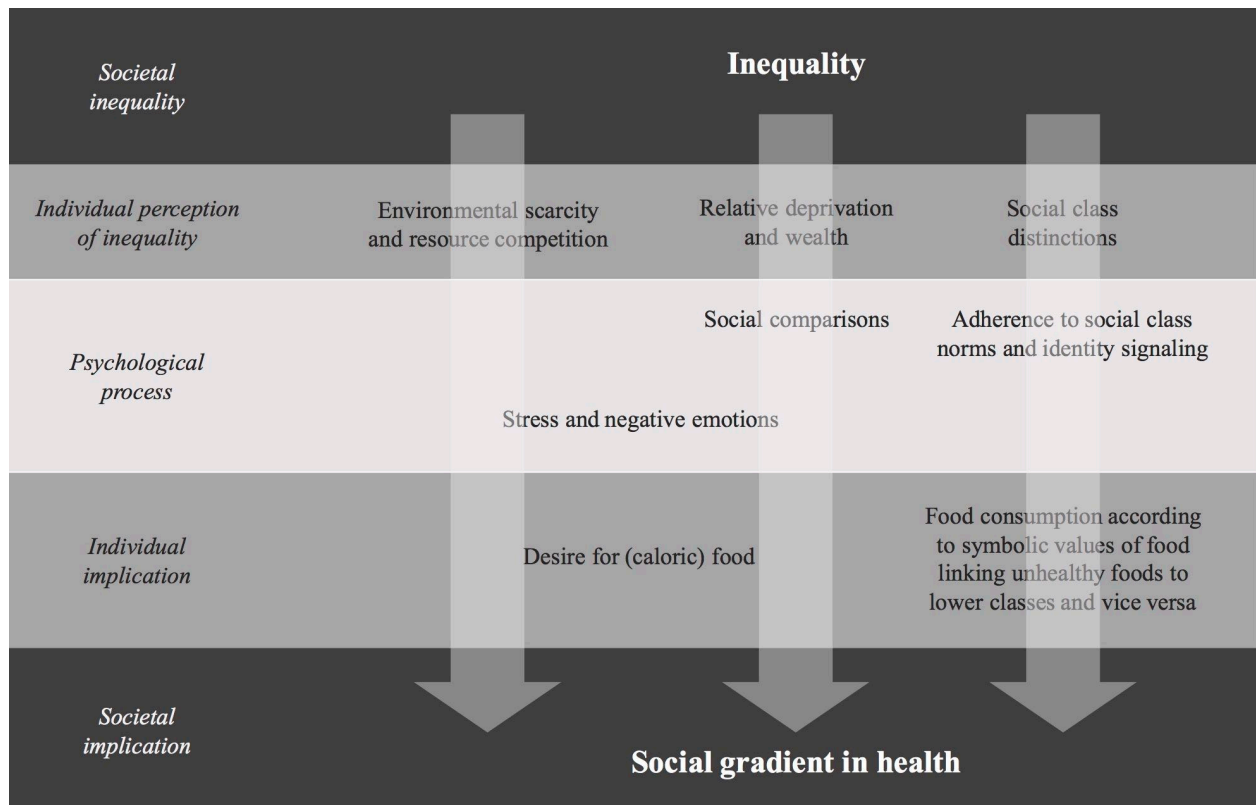 Societal
inequality
Inequality
Individual perception
of inequality
Environmental scarcity
and resource competition
Relative deprivation
and wealth
Social class
distinctions
Psychological
process
Social comparisons
Adherence to social class
norms and identity signaling
Stress and negative emotions
Individual
implication
Desire for (caloric) food
Food consumption according
to symbolic values of food
linking unhealthy foods to
lower classes and vice versa
Societal
implication
Social gradient in health